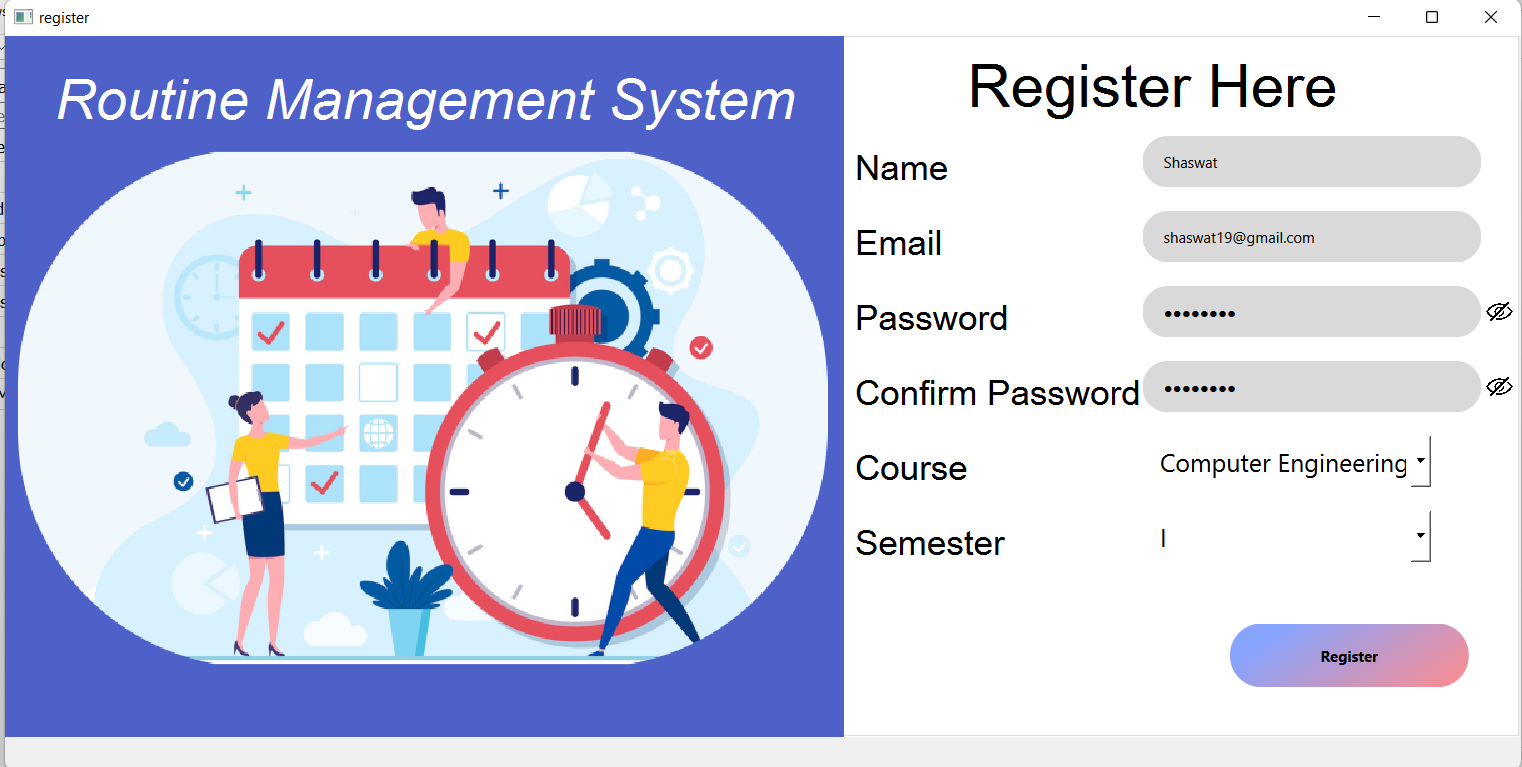 register
Routine Management System
Register Here
Name
Shaswat
Email
shaswat19@gmail.com
Password
••••••••
Confirm Password
••••••••
Course
Computer Engineering
Semester
I
Register